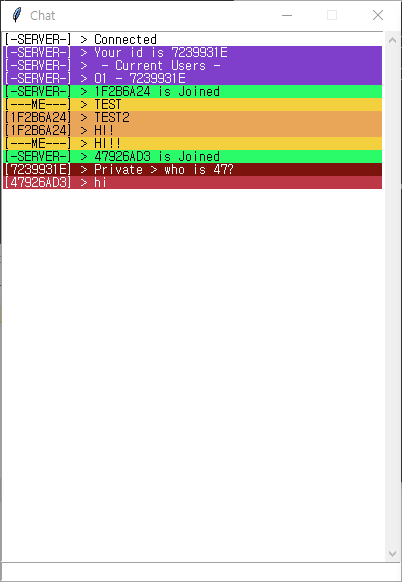 Chat
[-SERVER-] > Connected
[-SERVER-] > Your id is 7239931E
[-SERVER-] >  - Current Users -
[-SERVER-] > 01 - 7239931E
[-SERVER-] > 1F2B6A24 is Joined
[---ME---] > TEST
[1F2B6A24] > TEST2
[1F2B6A24] > HI!
[---ME---] > HI!!
[-SERVER-] > 47926AD3 is Joined
[7239931E] > Private > who is 47?
[47926AD3] > hi